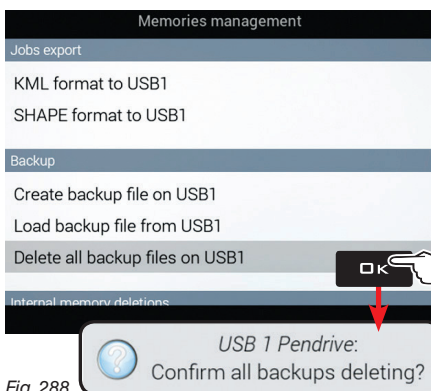 Memories management
Jobs export
KML format to USB1
SHAPE format to USB1
Backup
Create backup file on USB1
Load backup file from USB1
Delete all backup files on USB1
OK
Internal memory deletions
USB 1 Pendrive:
Confirm all backups deleting?
Fig. 288